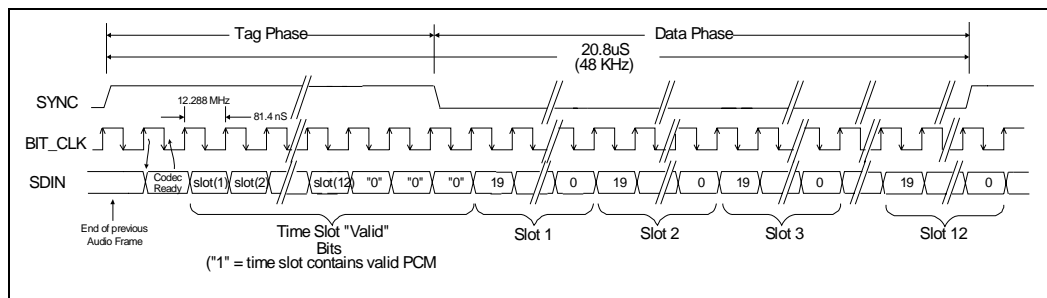 Tag Phase
Data Phase
20.8uS
(48 KHz)
SYNC
12.288 MHz
81.4 nS
BIT_CLK
SDIN
Codec
Ready
slot(1)
slot(2)
slot(12)
"0"
"0"
"0"
19
0
19
0
19
0
19
0
End of previous
Audio Frame
Time Slot "Valid"
Bits
("1" = time slot contains valid PCM
Slot 1
Slot 2
Slot 3
Slot 12